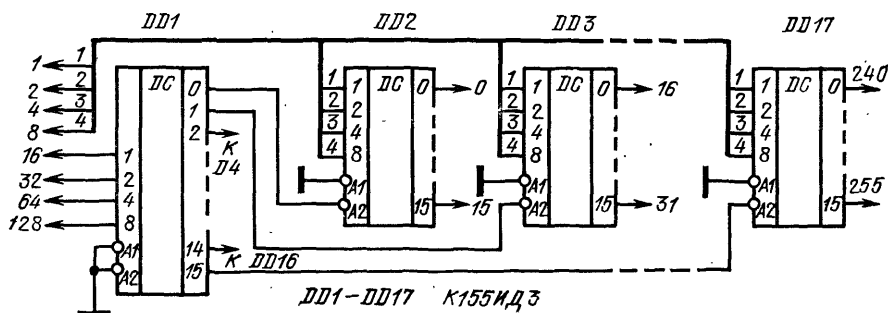 DD1 DD2 DD3 DD17
1 1
2 2
4 3
8 4
16 1
32 2
64 4
128 8
A1
A2
DC
0
1
2
К
D4
14
15
К DD16
1 1
2 2
3 4
4 8
A1
A2
DC
0 0
15 15
1 1
2 2
3 4
4 8
A1
A2
DC
0 16
15 31
1 1
2 2
3 4
4 8
A1
A2
DC
0 240
15 255
DD1-DD17 К155ИД3